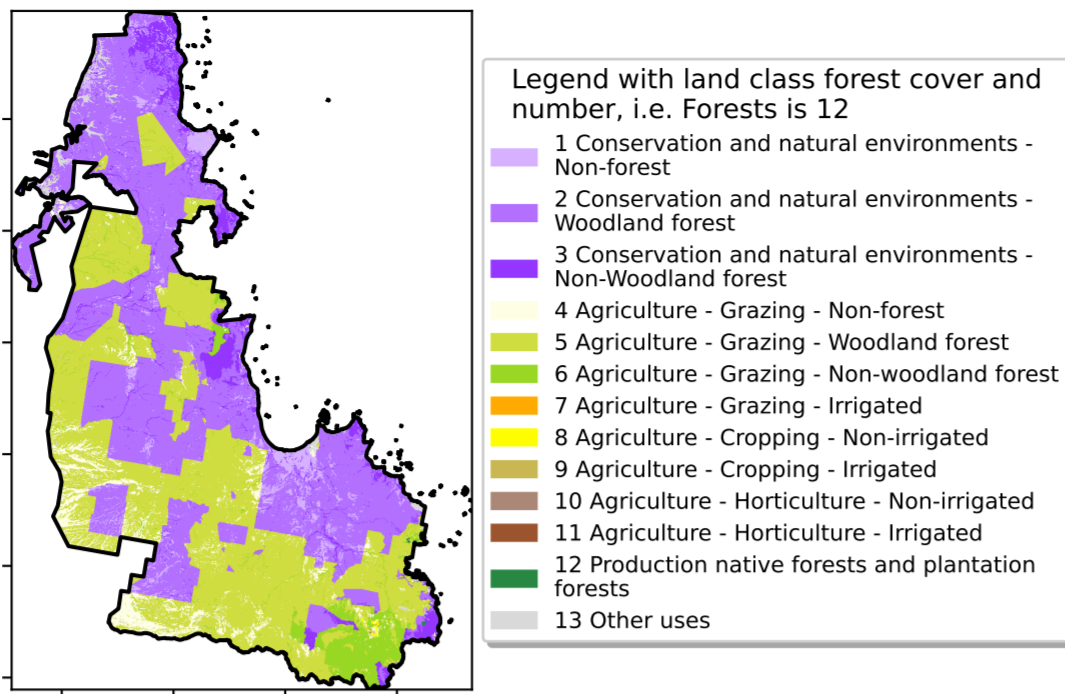 Legend with land class forest cover and
number, i.e. Forests is 12
1 Conservation and natural environments -
Non-forest
2 Conservation and natural environments -
Woodland forest
3 Conservation and natural environments -
Non-Woodland forest
4 Agriculture - Grazing - Non-forest
5 Agriculture - Grazing - Woodland forest
6 Agriculture - Grazing - Non-woodland forest
7 Agriculture - Grazing - Irrigated
8 Agriculture - Cropping - Non-irrigated
9 Agriculture - Cropping - Irrigated
10 Agriculture - Horticulture - Non-irrigated
11 Agriculture - Horticulture - Irrigated
12 Production native forests and plantation
forests
13 Other uses